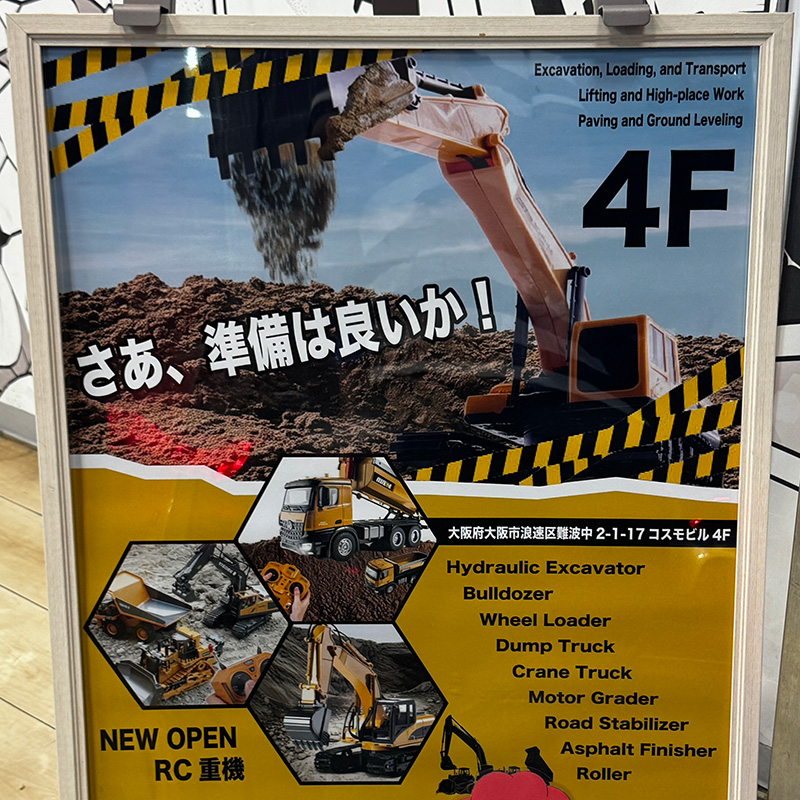 Excavation, Loading, and Transport
Lifting and High-place Work
Paving and Ground Leveling
4F
さあ、準備は良いか！
大阪府大阪市浪速区難波中 2-1-17 コスモビル 4F
Hydraulic Excavator
Bulldozer
Wheel Loader
Dump Truck
Crane Truck
Motor Grader
Road Stabilizer
Asphalt Finisher
Roller
NEW OPEN
RC 重機